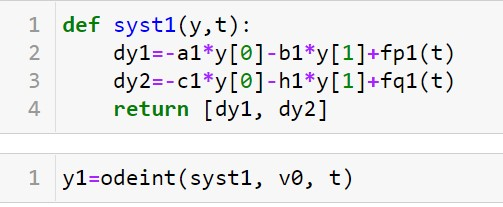 1 def syst1(y,t):
2     dy1=-a1*y[0]-b1*y[1]+fp1(t)
3     dy2=-c1*y[0]-h1*y[1]+fq1(t)
4     return [dy1, dy2]
1 y1=odeint(syst1, v0, t)